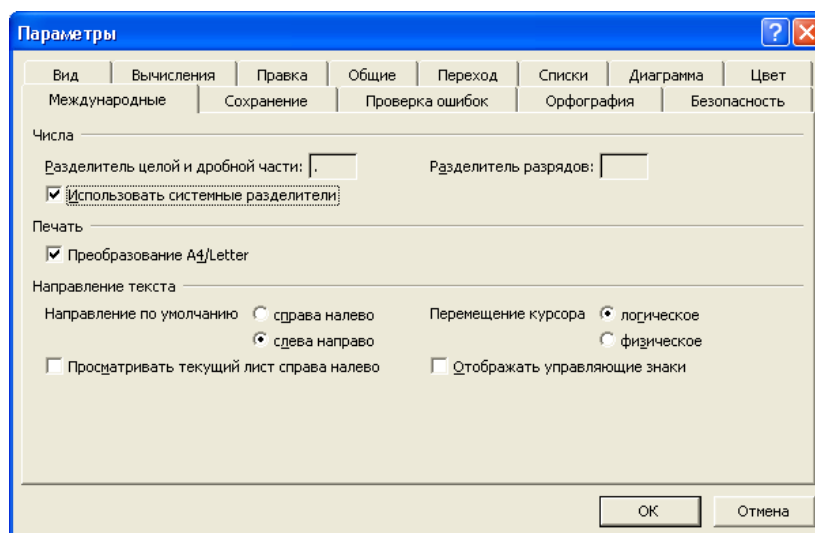 Параметры
Вид Вычисления Правка Общие Переход Списки Диаграмма Цвет
Международные Сохранение Проверка ошибок Орфография Безопасность
Числа
Разделитель целой и дробной части: . Разделитель разрядов:
Использовать системные разделители
Печать
Преобразование A4/Letter
Направление текста
Направление по умолчанию справа налево Перемещение курсора логическое
слева направо физическое
Просматривать текущий лист справа налево Отображать управляющие знаки
ОК Отмена